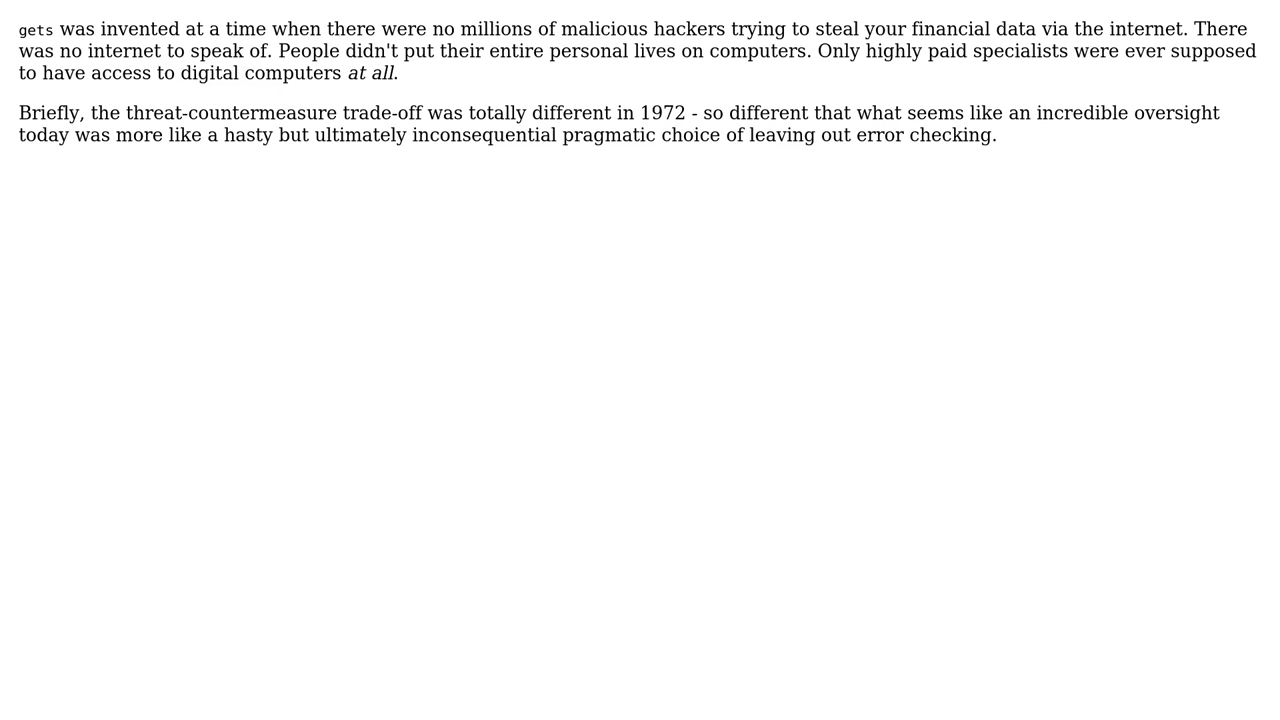 gets was invented at a time when there were no millions of malicious hackers trying to steal your financial data via the internet. There
was no internet to speak of. People didn't put their entire personal lives on computers. Only highly paid specialists were ever supposed
to have access to digital computers at all.
Briefly, the threat-countermeasure trade-off was totally different in 1972 - so different that what seems like an incredible oversight
today was more like a hasty but ultimately inconsequential pragmatic choice of leaving out error checking.